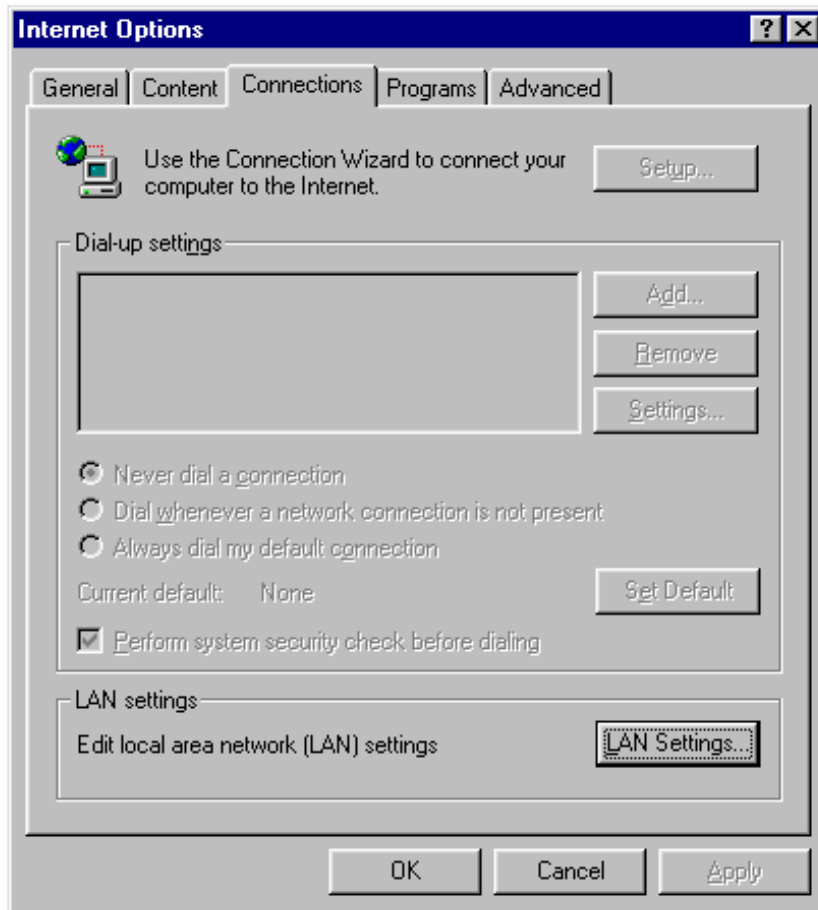 Internet Options
General Content Connections Programs Advanced
Use the Connection Wizard to connect your
computer to the Internet.
Setup...
Dial-up settings
Add...
Remove
Settings...
Never dial a connection
Dial whenever a network connection is not present
Always dial my default connection
Current default: None
Set Default
Perform system security check before dialing
LAN settings
Edit local area network (LAN) settings
LAN Settings...
OK Cancel Apply